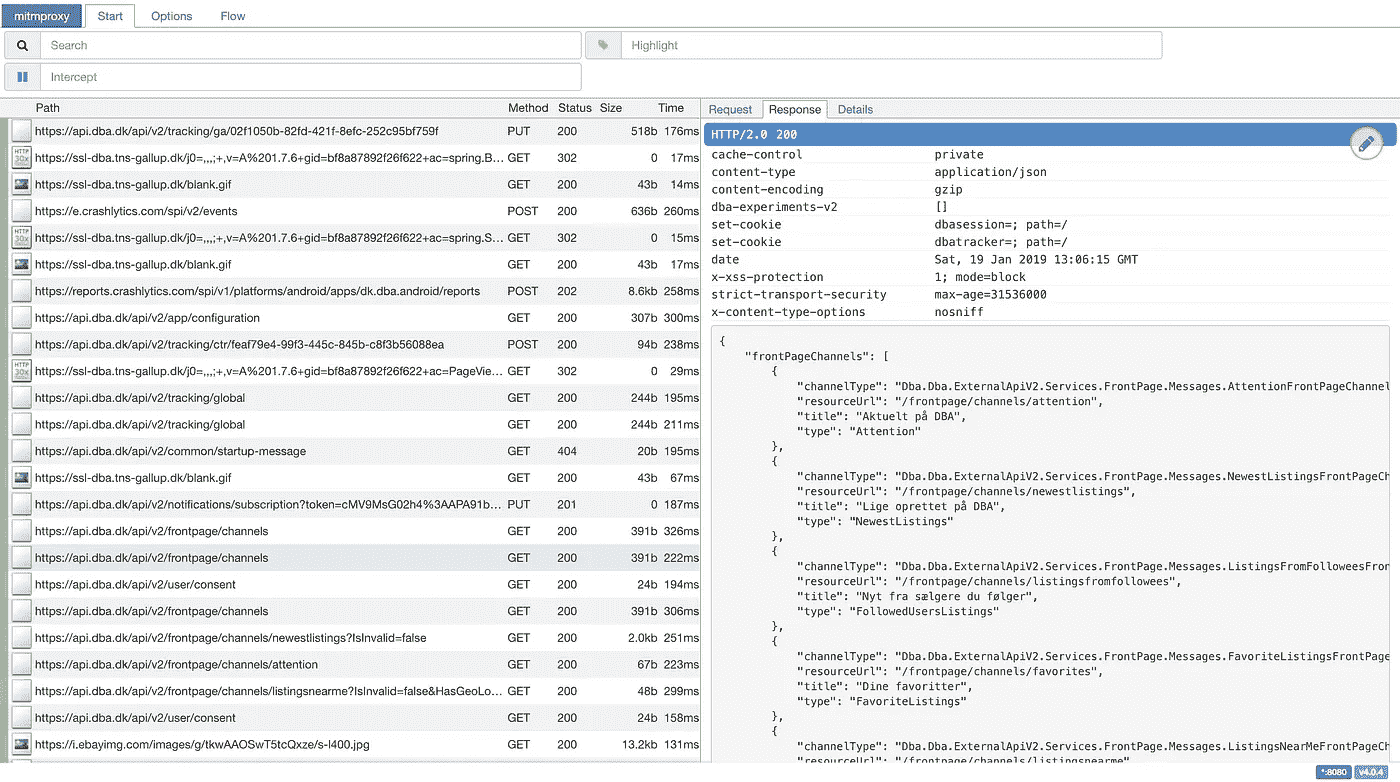 mitmproxy Start Options Flow
Search Highlight
Intercept
Path Method Status Size Time
https://api.dba.dk/api/v2/tracking/ga/02f1050b-82fd-421f-8efc-252c95bf759f PUT 200 518b 176ms
https://ssl-dba.tns-gallup.dk/j0=,,,;+,v=A%201.7.6+gid=bf8a87892f26f622+ac=spring.B... GET 302 0 17ms
https://ssl-dba.tns-gallup.dk/blank.gif GET 200 43b 14ms
https://e.crashlytics.com/spi/v2/events POST 200 636b 260ms
https://ssl-dba.tns-gallup.dk/j0=,,,;+,v=A%201.7.6+gid=bf8a87892f26f622+ac=spring.S... GET 302 0 15ms
https://ssl-dba.tns-gallup.dk/blank.gif GET 200 43b 17ms
https://reports.crashlytics.com/spi/v1/platforms/android/apps/dk.dba.android/reports POST 202 8.6kb 258ms
https://api.dba.dk/api/v2/app/configuration GET 200 307b 300ms
https://api.dba.dk/api/v2/tracking/ctr/feaf79e4-99f3-445c-845b-c8f3b56088ea POST 200 94b 238ms
https://ssl-dba.tns-gallup.dk/j0=,,,;+,v=A%201.7.6+gid=bf8a87892f26f622+ac=PageVie... GET 302 0 29ms
https://api.dba.dk/api/v2/tracking/global GET 200 244b 195ms
https://api.dba.dk/api/v2/tracking/global GET 200 244b 211ms
https://api.dba.dk/api/v2/common/startup-message GET 404 20b 195ms
https://ssl-dba.tns-gallup.dk/blank.gif GET 200 43b 67ms
https://api.dba.dk/api/v2/notifications/subscription?token=cMV9MsG02h4%3AAPA91b... PUT 201 0 187ms
https://api.dba.dk/api/v2/frontpage/channels GET 200 391b 326ms
https://api.dba.dk/api/v2/frontpage/channels GET 200 391b 222ms
https://api.dba.dk/api/v2/user/consent GET 200 24b 194ms
https://api.dba.dk/api/v2/frontpage/channels GET 200 391b 306ms
https://api.dba.dk/api/v2/frontpage/channels/newestlistings?IsInvalid=false GET 200 2.0kb 251ms
https://api.dba.dk/api/v2/frontpage/channels/attention GET 200 67b 223ms
https://api.dba.dk/api/v2/frontpage/channels/listingsnearme?IsInvalid=false&HasGeoLo... GET 200 48b 299ms
https://api.dba.dk/api/v2/user/consent GET 200 24b 158ms
https://i.ebayimg.com/images/g/tkwAAOSwT5tcQxze/s-l400.jpg GET 200 13.2kb 131ms
Request Response Details
HTTP/2.0 200
cache-control private
content-type application/json
content-encoding gzip
dba-experiments-v2 []
set-cookie dbasession=; path=/
set-cookie dbatracker=; path=/
date Sat, 19 Jan 2019 13:06:15 GMT
x-xss-protection 1; mode=block
strict-transport-security max-age=31536000
x-content-type-options nosniff
{
"frontPageChannels": [
{
"channelType": "Dba.Dba.ExternalApiV2.Services.FrontPage.Messages.AttentionFrontPageChannel
"resourceUrl": "/frontpage/channels/attention",
"title": "Aktuelt på DBA",
"type": "Attention"
},
{
"channelType": "Dba.Dba.ExternalApiV2.Services.FrontPage.Messages.NewestListingsFrontPageCh
"resourceUrl": "/frontpage/channels/newestlistings",
"title": "Lige oprettet på DBA",
"type": "NewestListings"
},
{
"channelType": "Dba.Dba.ExternalApiV2.Services.FrontPage.Messages.ListingsFromFolloweesFron
"resourceUrl": "/frontpage/channels/listingsfromfollowees",
"title": "Nyt fra sælgere du følger",
"type": "FollowedUsersListings"
},
{
"channelType": "Dba.Dba.ExternalApiV2.Services.FrontPage.Messages.FavoriteListingsFrontPage
"resourceUrl": "/frontpage/channels/favorites",
"title": "Dine favoritter",
"type": "FavoriteListings"
},
{
"channelType": "Dba.Dba.ExternalApiV2.Services.FrontPage.Messages.ListingsNearMeFrontPageCh
"resourceUrl": "/frontpage/channels/listingsnearme"
*:8080 v4.0.4